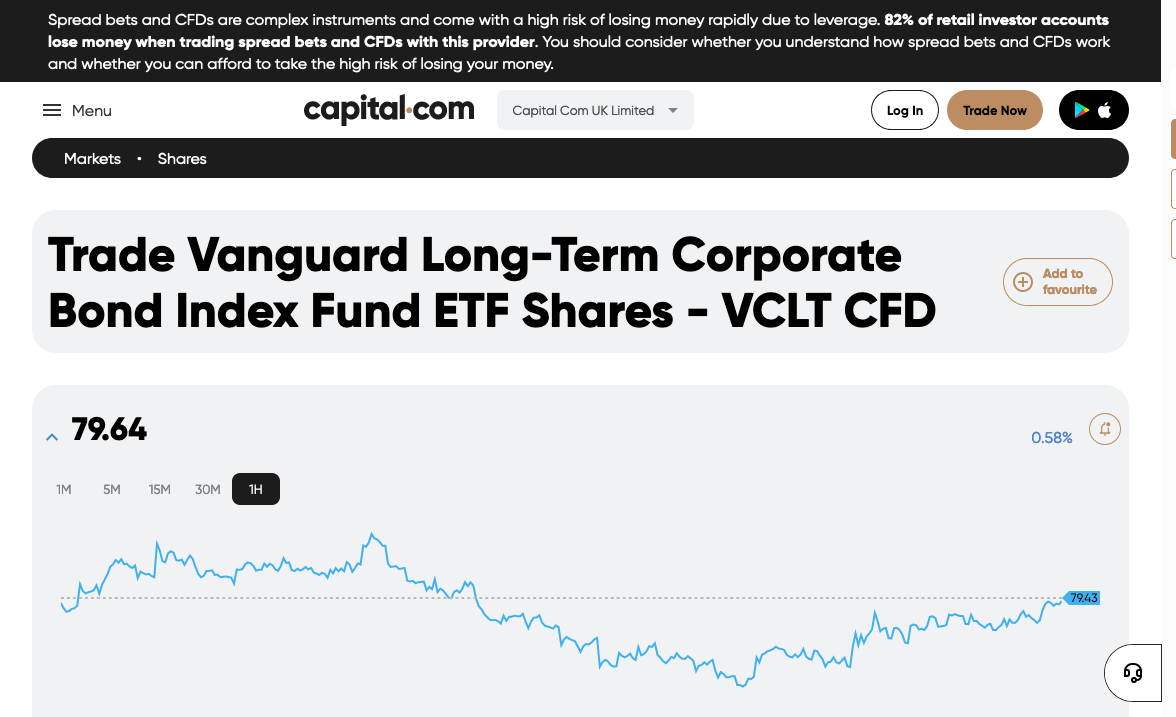 Spread bets and CFDs are complex instruments and come with a high risk of losing money rapidly due to leverage. 82% of retail investor accounts
lose money when trading spread bets and CFDs with this provider. You should consider whether you understand how spread bets and CFDs work
and whether you can afford to take the high risk of losing your money.
Menu
capital.com
Capital Com UK Limited
Log In
Trade Now
Markets • Shares
Trade Vanguard Long-Term Corporate
Bond Index Fund ETF Shares - VCLT CFD
Add to
favourite
79.64
0.58%
1M 5M 15M 30M 1H
79.43